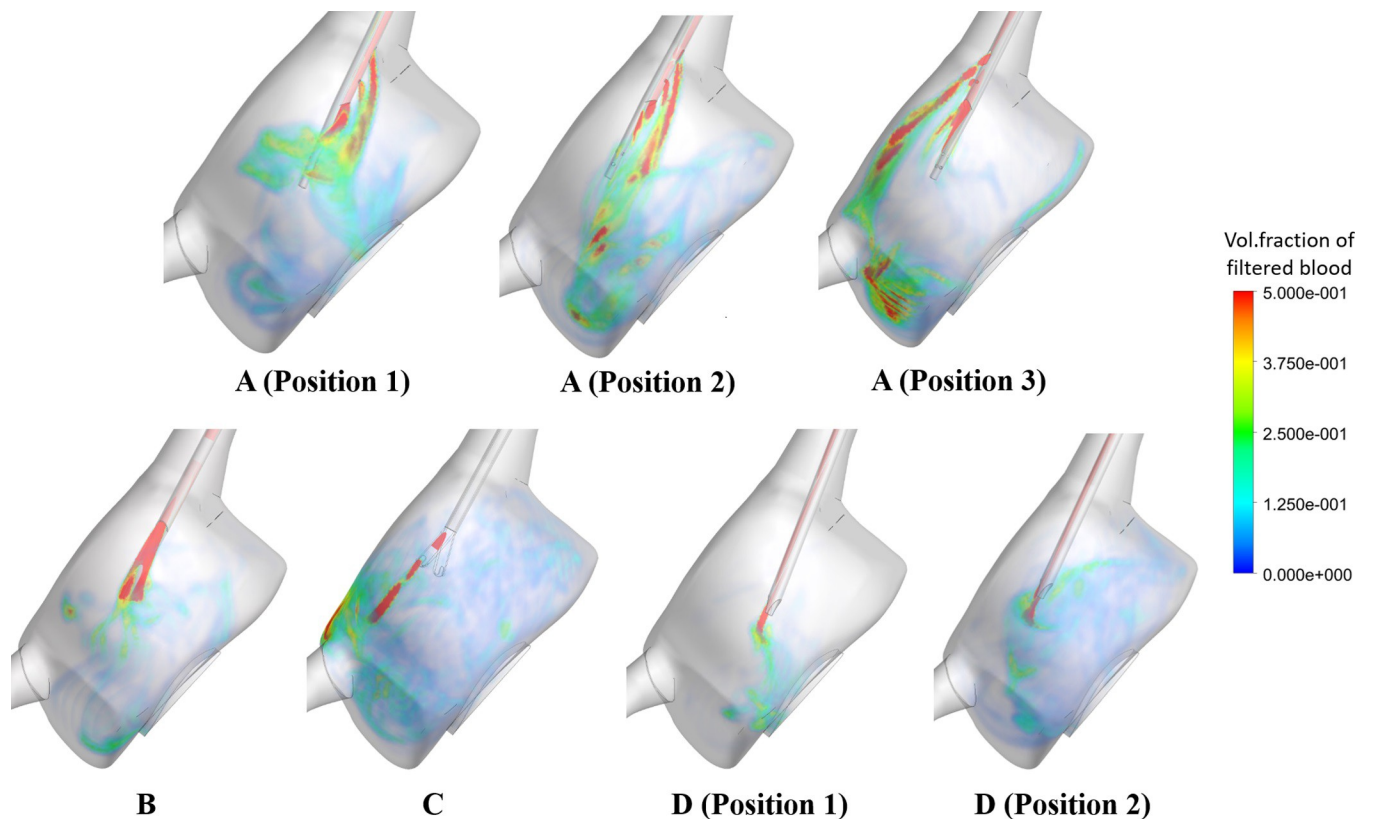 A (Position 1)
A (Position 2)
A (Position 3)
Vol.fraction of
filtered blood
5.000e-001
3.750e-001
2.500e-001
1.250e-001
0.000e+000
B
C
D (Position 1)
D (Position 2)